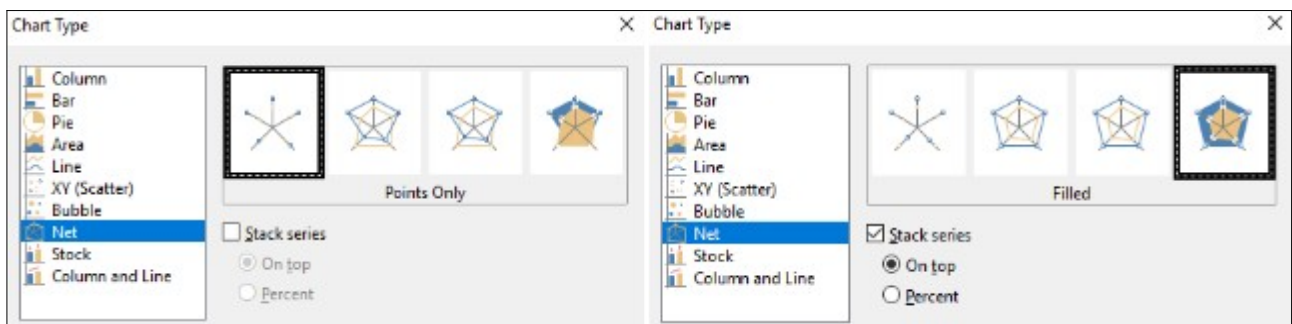 Chart Type
Column
Bar
Pie
Area
Line
XY (Scatter)
Bubble
Net
Stock
Column and Line
Points Only
Stack series
On top
Percent
Chart Type
Column
Bar
Pie
Area
Line
XY (Scatter)
Bubble
Net
Stock
Column and Line
Filled
Stack series
On top
Percent